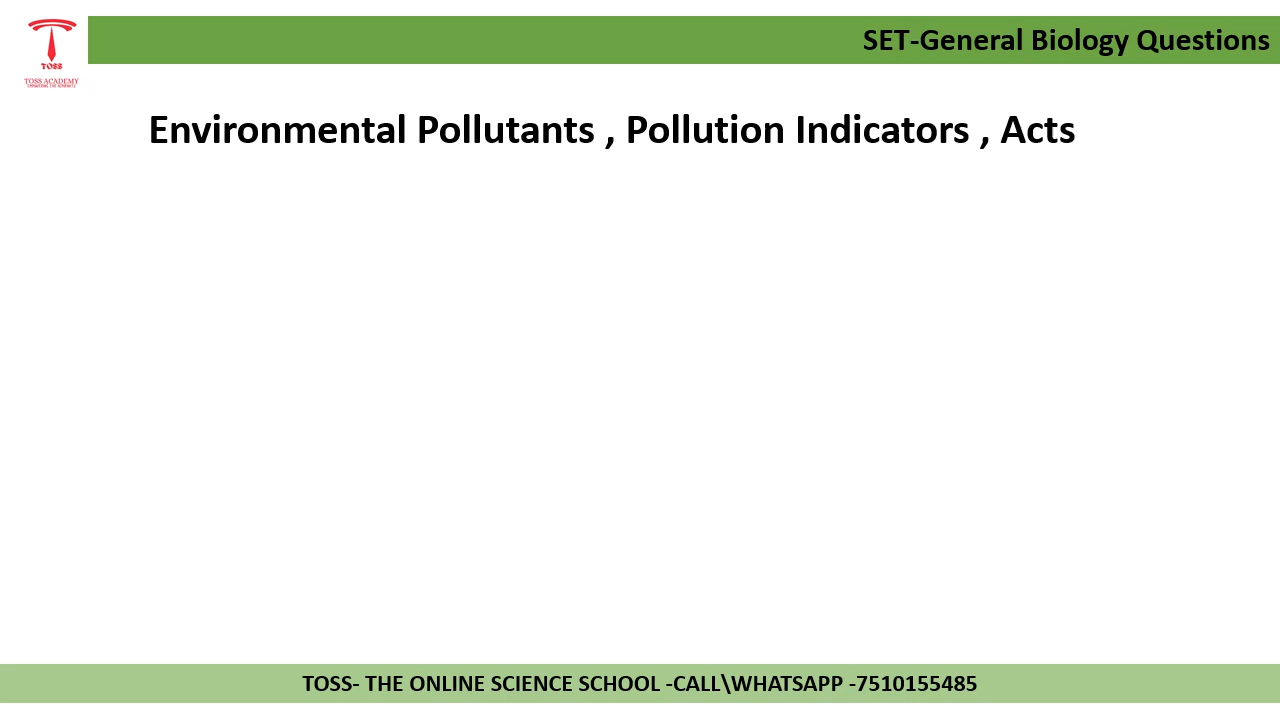 SET-General Biology Questions
TOSS
TOSS ACADEMY
Environmental Pollutants , Pollution Indicators , Acts
TOSS- THE ONLINE SCIENCE SCHOOL -CALL\WHATSAPP -7510155485